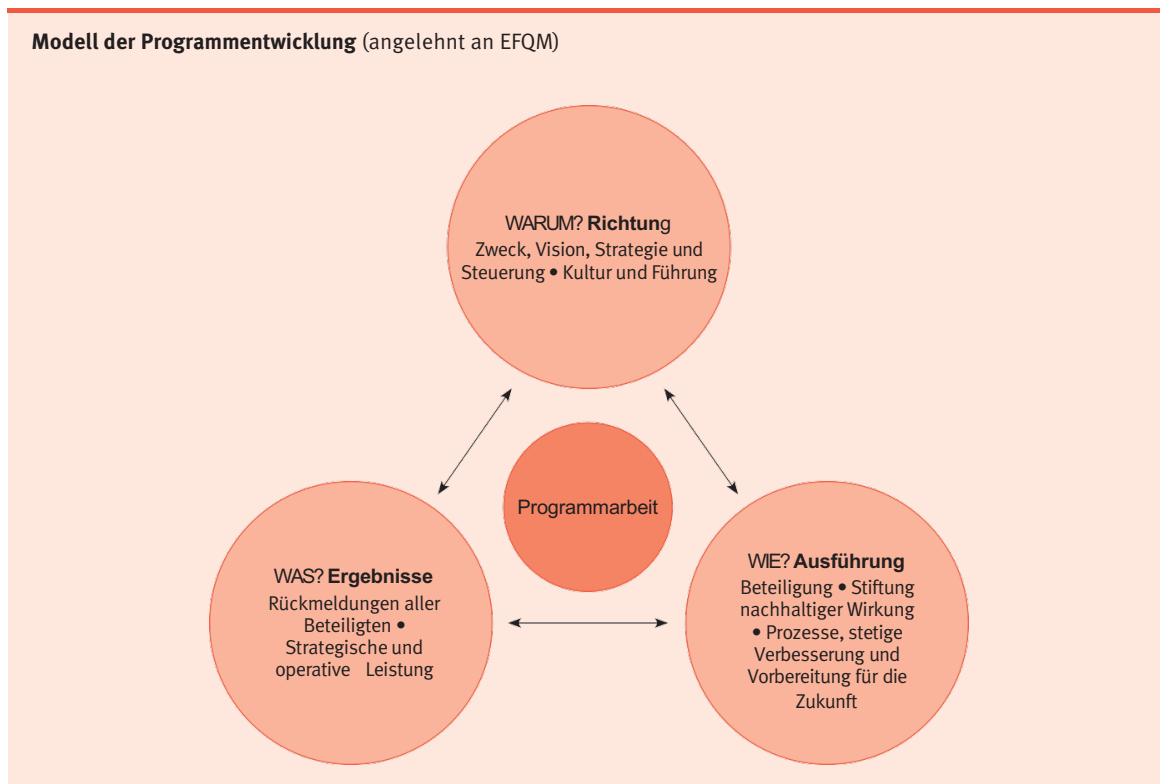 Modell der Programmentwicklung (angelehnt an EFQM)
WARUM? Richtung
Zweck, Vision, Strategie und
Steuerung • Kultur und Führung
Programmarbeit
WAS? Ergebnisse
Rückmeldungen aller
Beteiligten •
Strategische und
operative Leistung
WIE? Ausführung
Beteiligung • Stiftung
nachhaltiger Wirkung
• Prozesse, stetige
Verbesserung und
Vorbereitung für die
Zukunft